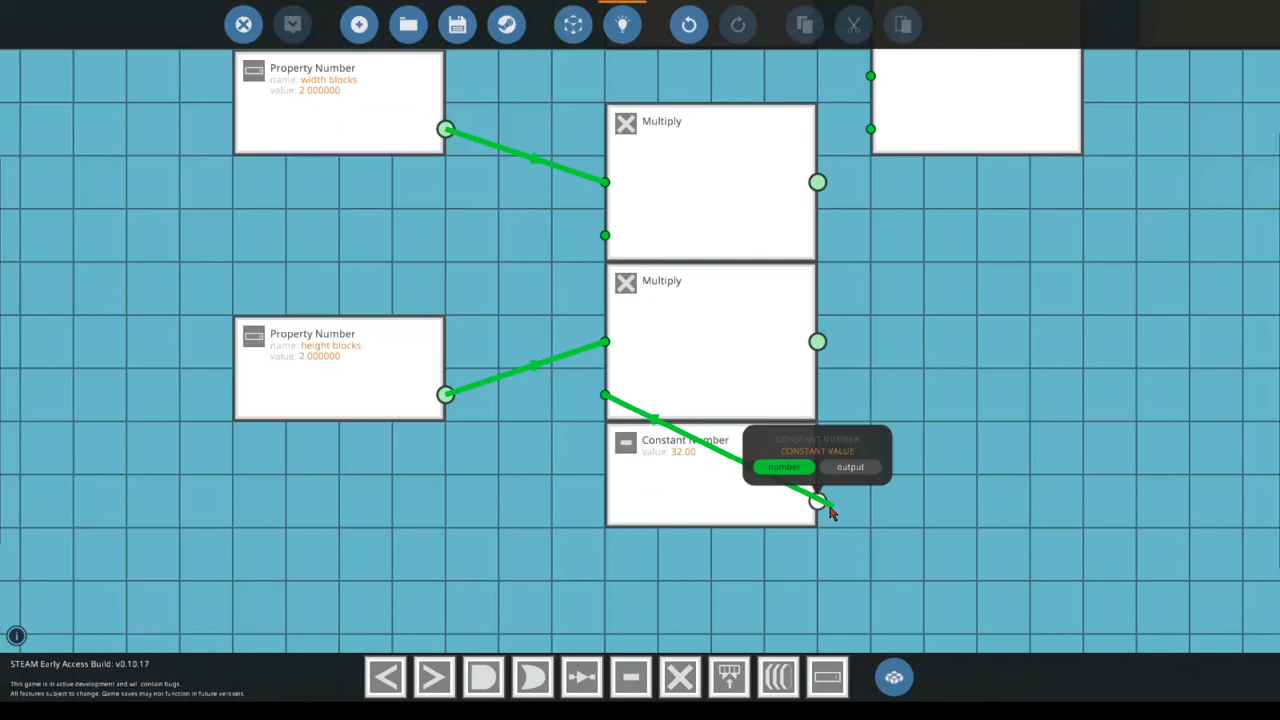 Property Number
name: width blocks
value: 2.000000
Multiply
Multiply
Property Number
name: height blocks
value: 2.000000
Constant Number
value: 32.00
CONSTANT NUMBER
CONSTANT VALUE
number
output
STEAM Early Access Build: v0.10.17
This game is in active development and will contain bugs.
All features subject to change. Game saves may not function in future versions.